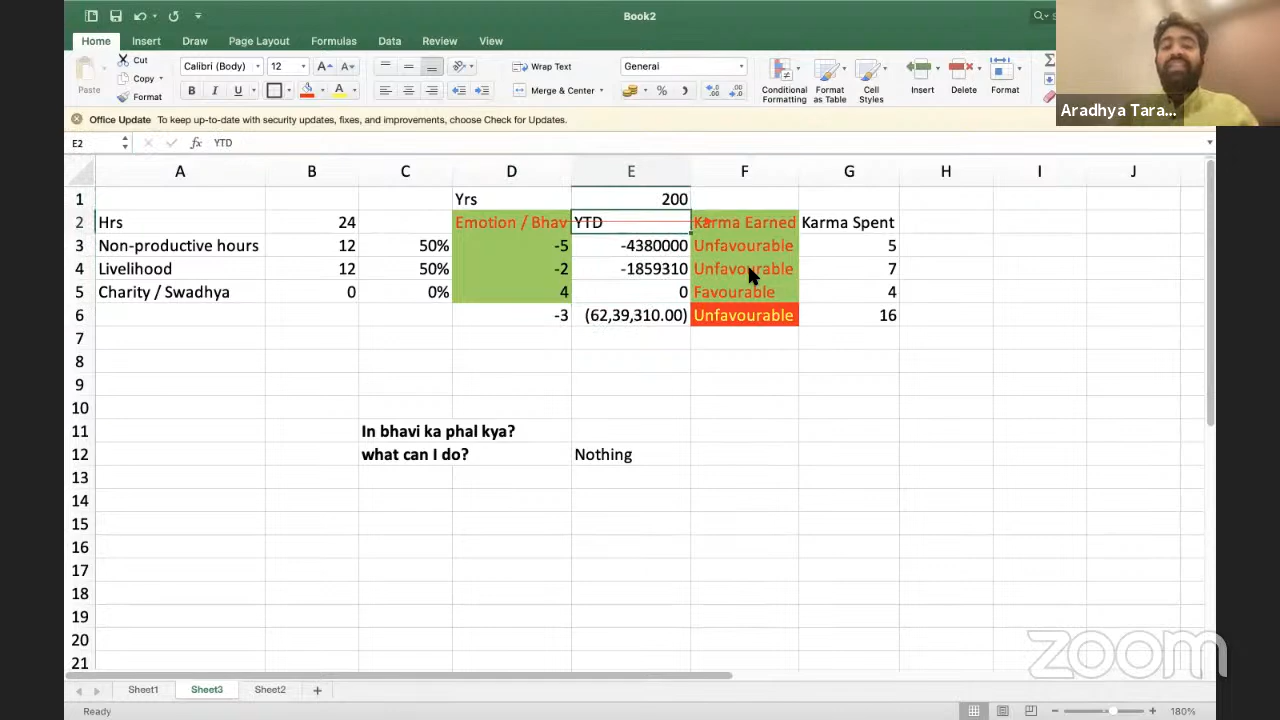 Book2
Home Insert Draw Page Layout Formulas Data Review View
Paste
Cut
Copy
Format
Calibri (Body) 12
Wrap Text
Merge & Center
General
Conditional Formatting
Format as Table
Cell Styles
Insert
Delete
Format
Aradhya Tara...
Office Update To keep up-to-date with security updates, fixes, and improvements, choose Check for Updates.
E2 fx YTD
A B C D E F G H I J
1 Yrs 200
2 Hrs 24 Emotion / Bhav YTD Karma Earned Karma Spent
3 Non-productive hours 12 50% -5 -4380000 Unfavourable 5
4 Livelihood 12 50% -2 -1859310 Unfavourable 7
5 Charity / Swadhya 0 0% 4 0 Favourable 4
6 -3 (62,39,310.00) Unfavourable 16
7
8
9
10
11 In bhavi ka phal kya?
12 what can I do? Nothing
13
14
15
16
17
18
19
20
21
zoom
Sheet1 Sheet3 Sheet2
Ready 180%